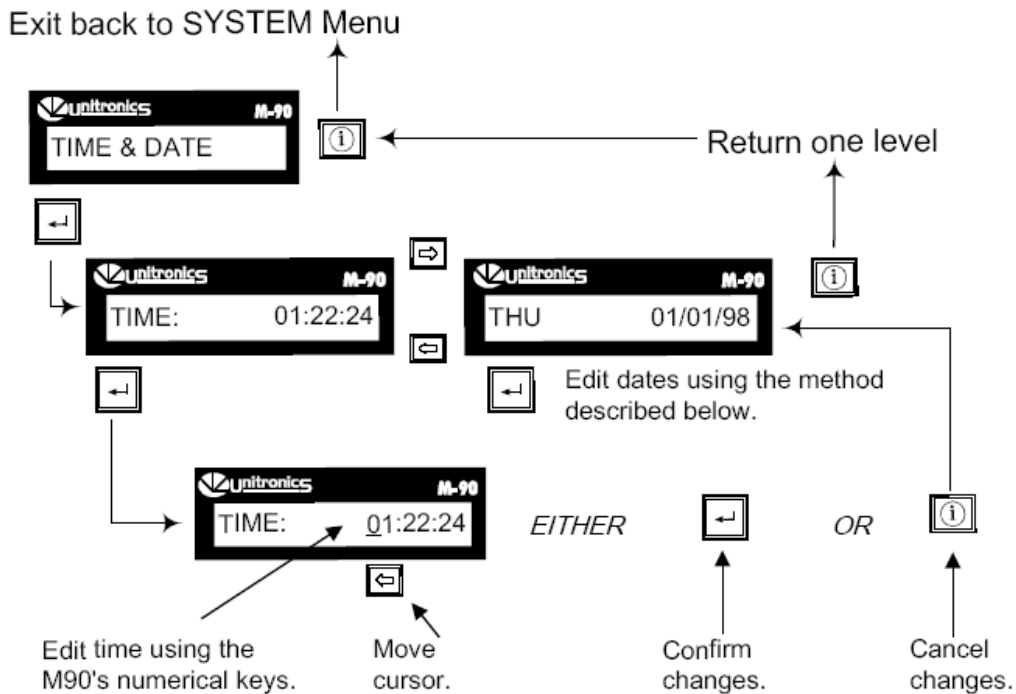 Exit back to SYSTEM Menu
unitronics M-90
TIME & DATE
i
Return one level
unitronics M-90
TIME: 01:22:24
unitronics M-90
THU 01/01/98
i
Edit dates using the method
described below.
unitronics M-90
TIME: 01:22:24
EITHER
OR
i
Edit time using the
M90's numerical keys.
Move
cursor.
Confirm
changes.
Cancel
changes.